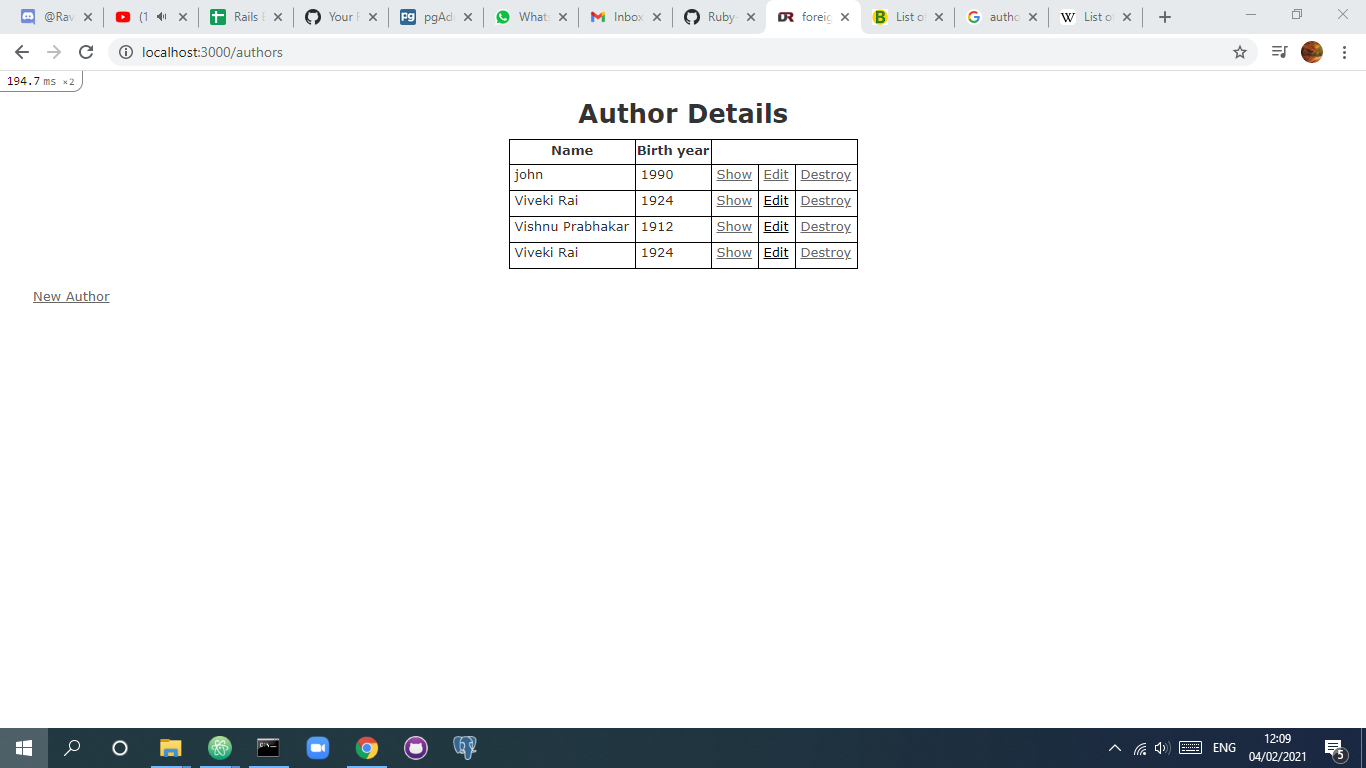 @Rav (1 Rails E Your F pgAd Whats Inbox Ruby- foreig List o autho List o
localhost:3000/authors
194.7 ms ×2
Author Details
Name Birth year
john 1990 Show Edit Destroy
Viveki Rai 1924 Show Edit Destroy
Vishnu Prabhakar 1912 Show Edit Destroy
Viveki Rai 1924 Show Edit Destroy
New Author
ENG 12:09
04/02/2021 5